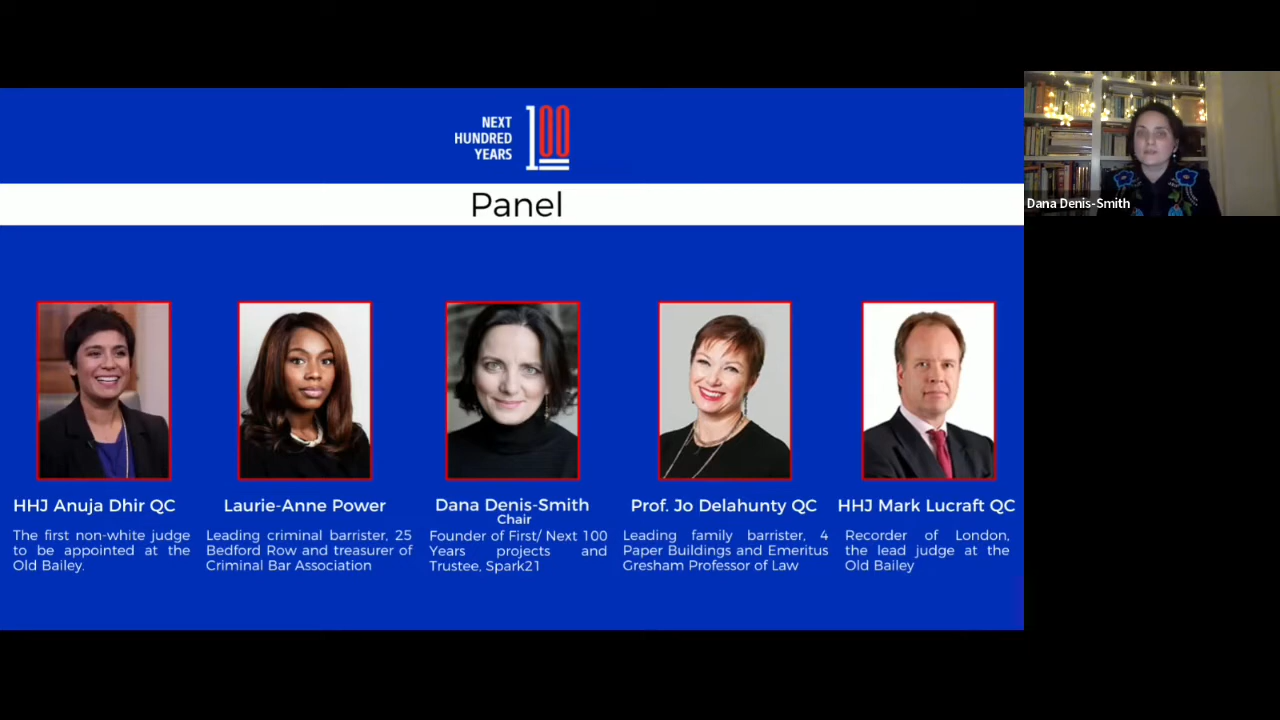 NEXT
HUNDRED
YEARS
100
Panel
Dana Denis-Smith
HHJ Anuja Dhir QC
The first non-white judge
to be appointed at the
Old Bailey.
Laurie-Anne Power
Leading criminal barrister, 25
Bedford Row and treasurer of
Criminal Bar Association
Dana Denis-Smith
Chair
Founder of First/ Next 100
Years projects and
Trustee, Spark21
Prof. Jo Delahunty QC
Leading family barrister, 4
Paper Buildings and Emeritus
Gresham Professor of Law
HHJ Mark Lucraft QC
Recorder of London,
the lead judge at the
Old Bailey